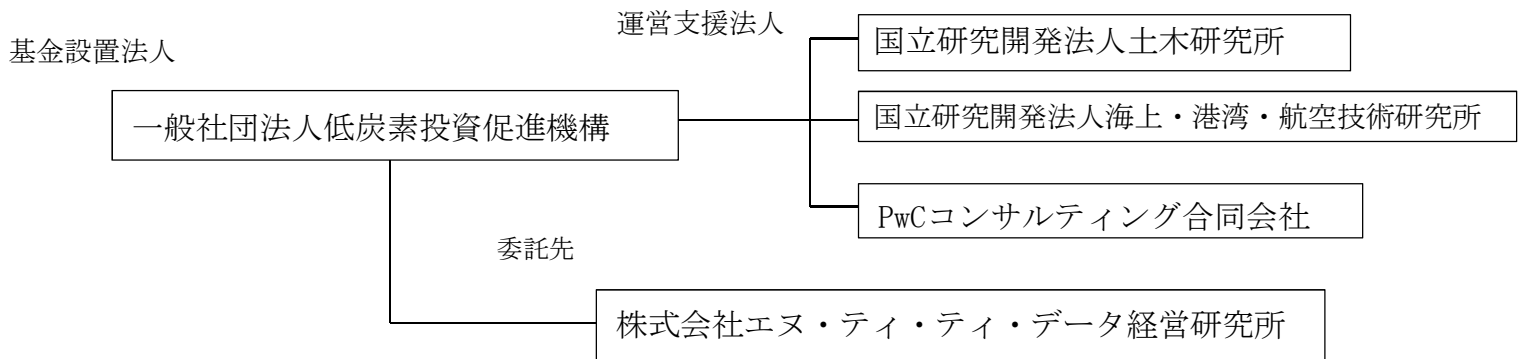 運営支援法人
国立研究開発法人土木研究所
基金設置法人
一般社団法人低炭素投資促進機構
国立研究開発法人海上・港湾・航空技術研究所
PwCコンサルティング合同会社
委託先
株式会社エヌ・ティ・ティ・データ経営研究所